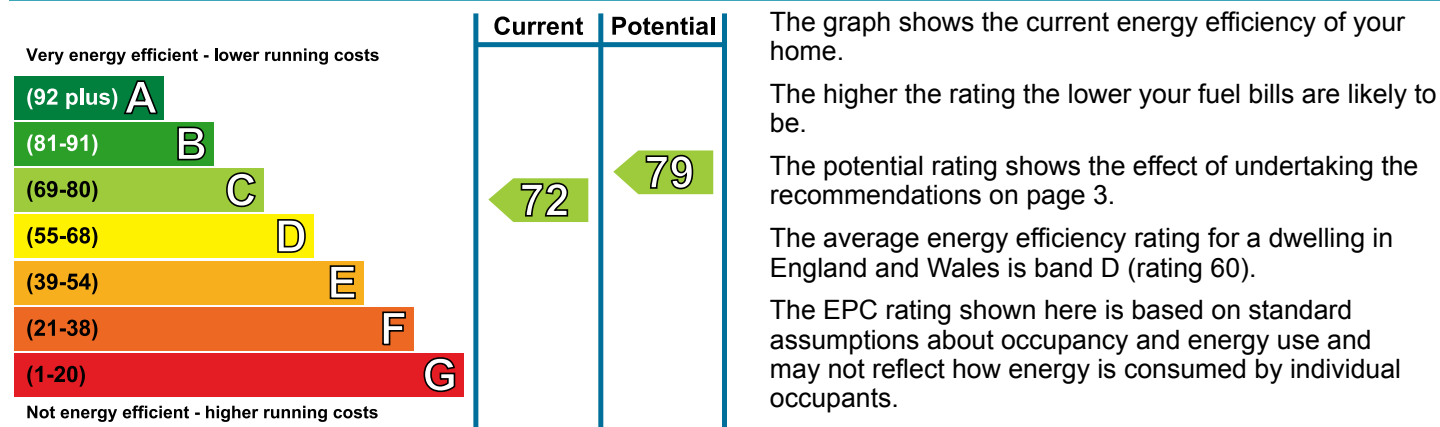 Current Potential
Very energy efficient - lower running costs
(92 plus) A
(81-91) B
(69-80) C
(55-68) D
(39-54) E
(21-38) F
(1-20) G
Not energy efficient - higher running costs
72
79
The graph shows the current energy efficiency of your
home.
The higher the rating the lower your fuel bills are likely to
be.
The potential rating shows the effect of undertaking the
recommendations on page 3.
The average energy efficiency rating for a dwelling in
England and Wales is band D (rating 60).
The EPC rating shown here is based on standard
assumptions about occupancy and energy use and
may not reflect how energy is consumed by individual
occupants.